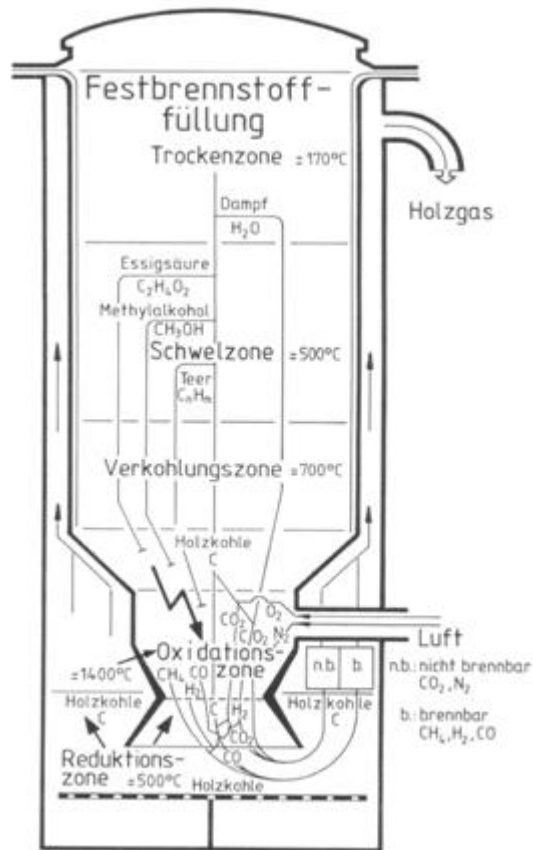 Festbrennstoff-
füllung
Trockenzone ±170°C
Holzgas
Dampf
H₂O
Essigsäure
C₂H₄O₂
Methylalkohol
CH₃OH
Schwelzone ±500°C
Teer
CₙHₘ
Verkohlungszone ±700°C
Holzkohle
C
O₂
CO₂
CO₂ N₂
Luft
Oxidations-
zone
±1400°C
CH₄ CO
H₂
n.b. b.
n.b.: nicht brennbar
CO₂, N₂
Holzkohle
C
C H₂
Holzkohle
C
b.: brennbar
CH₄, H₂, CO
CO₂
CO
Reduktions-
zone ±500°C
Holzkohle